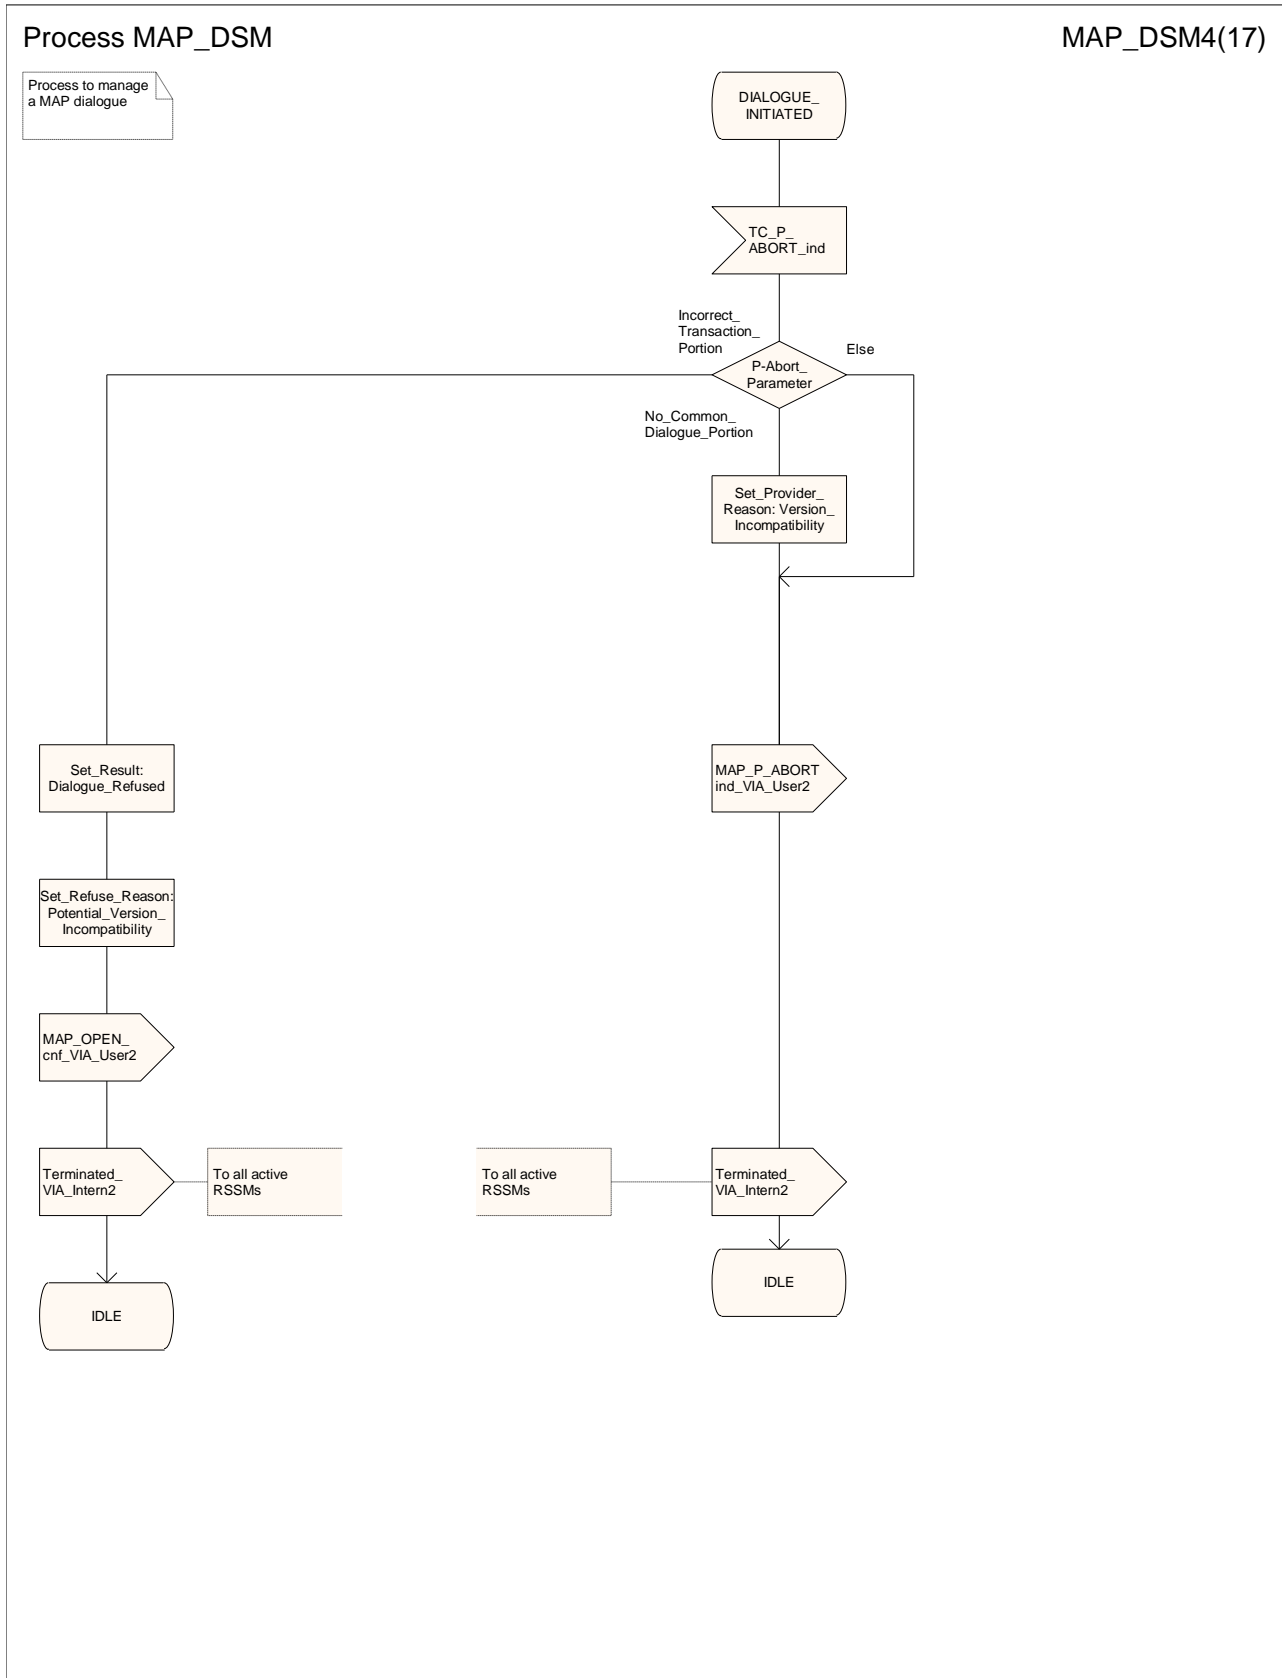 Process MAP_DSM
MAP_DSM4(17)
Process to manage
a MAP dialogue
DIALOGUE_
INITIATED
TC_P_
ABORT_ind
Incorrect_
Transaction_
Portion
Else
P-Abort_
Parameter
No_Common_
Dialogue_Portion
Set_Provider_
Reason: Version_
Incompatibility
Set_Result:
Dialogue_Refused
MAP_P_ABORT
ind_VIA_User2
Set_Refuse_Reason:
Potential_Version_
Incompatibility
MAP_OPEN_
cnf_VIA_User2
Terminated_
VIA_Intern2
To all active
RSSMs
To all active
RSSMs
Terminated_
VIA_Intern2
IDLE
IDLE